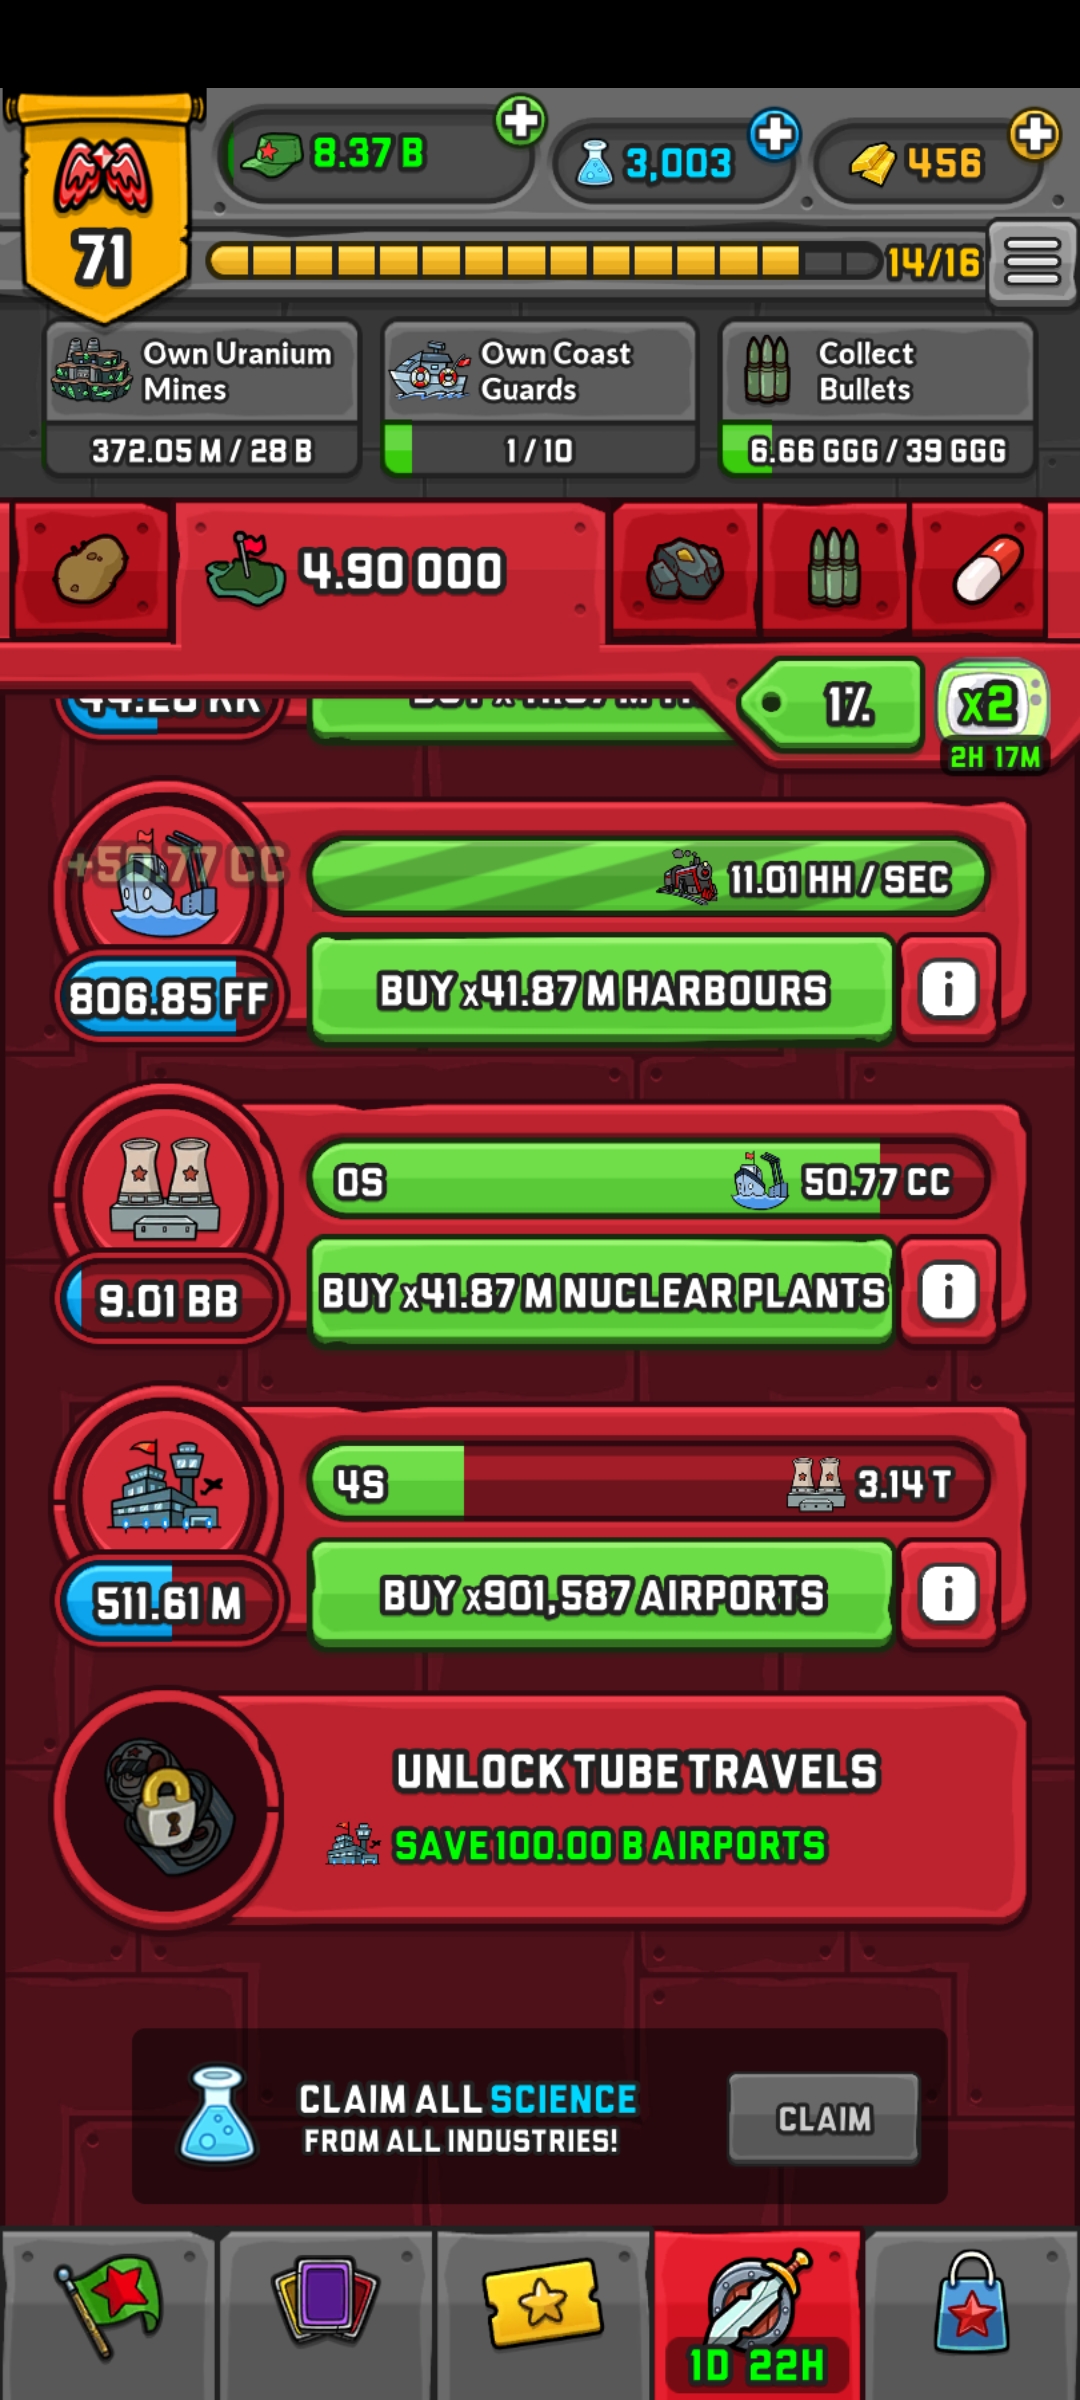 8.37 B
3,003
456
71
14/16
Own Uranium
Mines
372.05 M / 28 B
Own Coast
Guards
1 / 10
Collect
Bullets
6.66 GGG / 39 GGG
4.90 000
1%
x2
2H 17M
+50.77 CC
11.01 HH / SEC
806.85 FF
BUY x41.87 M HARBOURS
i
0S
50.77 CC
9.01 BB
BUY x41.87 M NUCLEAR PLANTS
i
4S
3.14 T
511.61 M
BUY x901,587 AIRPORTS
i
UNLOCK TUBE TRAVELS
SAVE 100.00 B AIRPORTS
CLAIM ALL SCIENCE
FROM ALL INDUSTRIES!
CLAIM
1D 22H